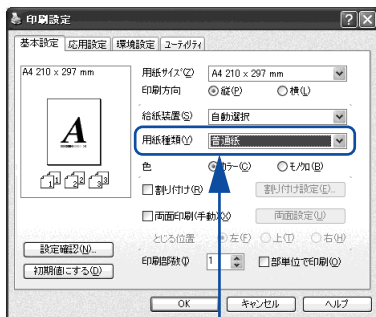 印刷設定
基本設定 応用設定 環境設定 ユーティリティ
A4 210 × 297 mm
用紙サイズ(Z) A4 210 × 297 mm
印刷方向 縦(P) 横(L)
給紙装置(S) 自動選択
用紙種類(Y) 普通紙
A
色 カラー(C) モノクロ(B)
1 1 2 2 3 3
割り付け(R) 割り付け設定(E)...
両面印刷(手動)(X) 両面設定(U)
とじる位置 左(F) 上(T) 右(H)
設定確認(N)...
印刷部数(I) 1 部単位で印刷(O)
初期値にする(D)
OK キャンセル ヘルプ